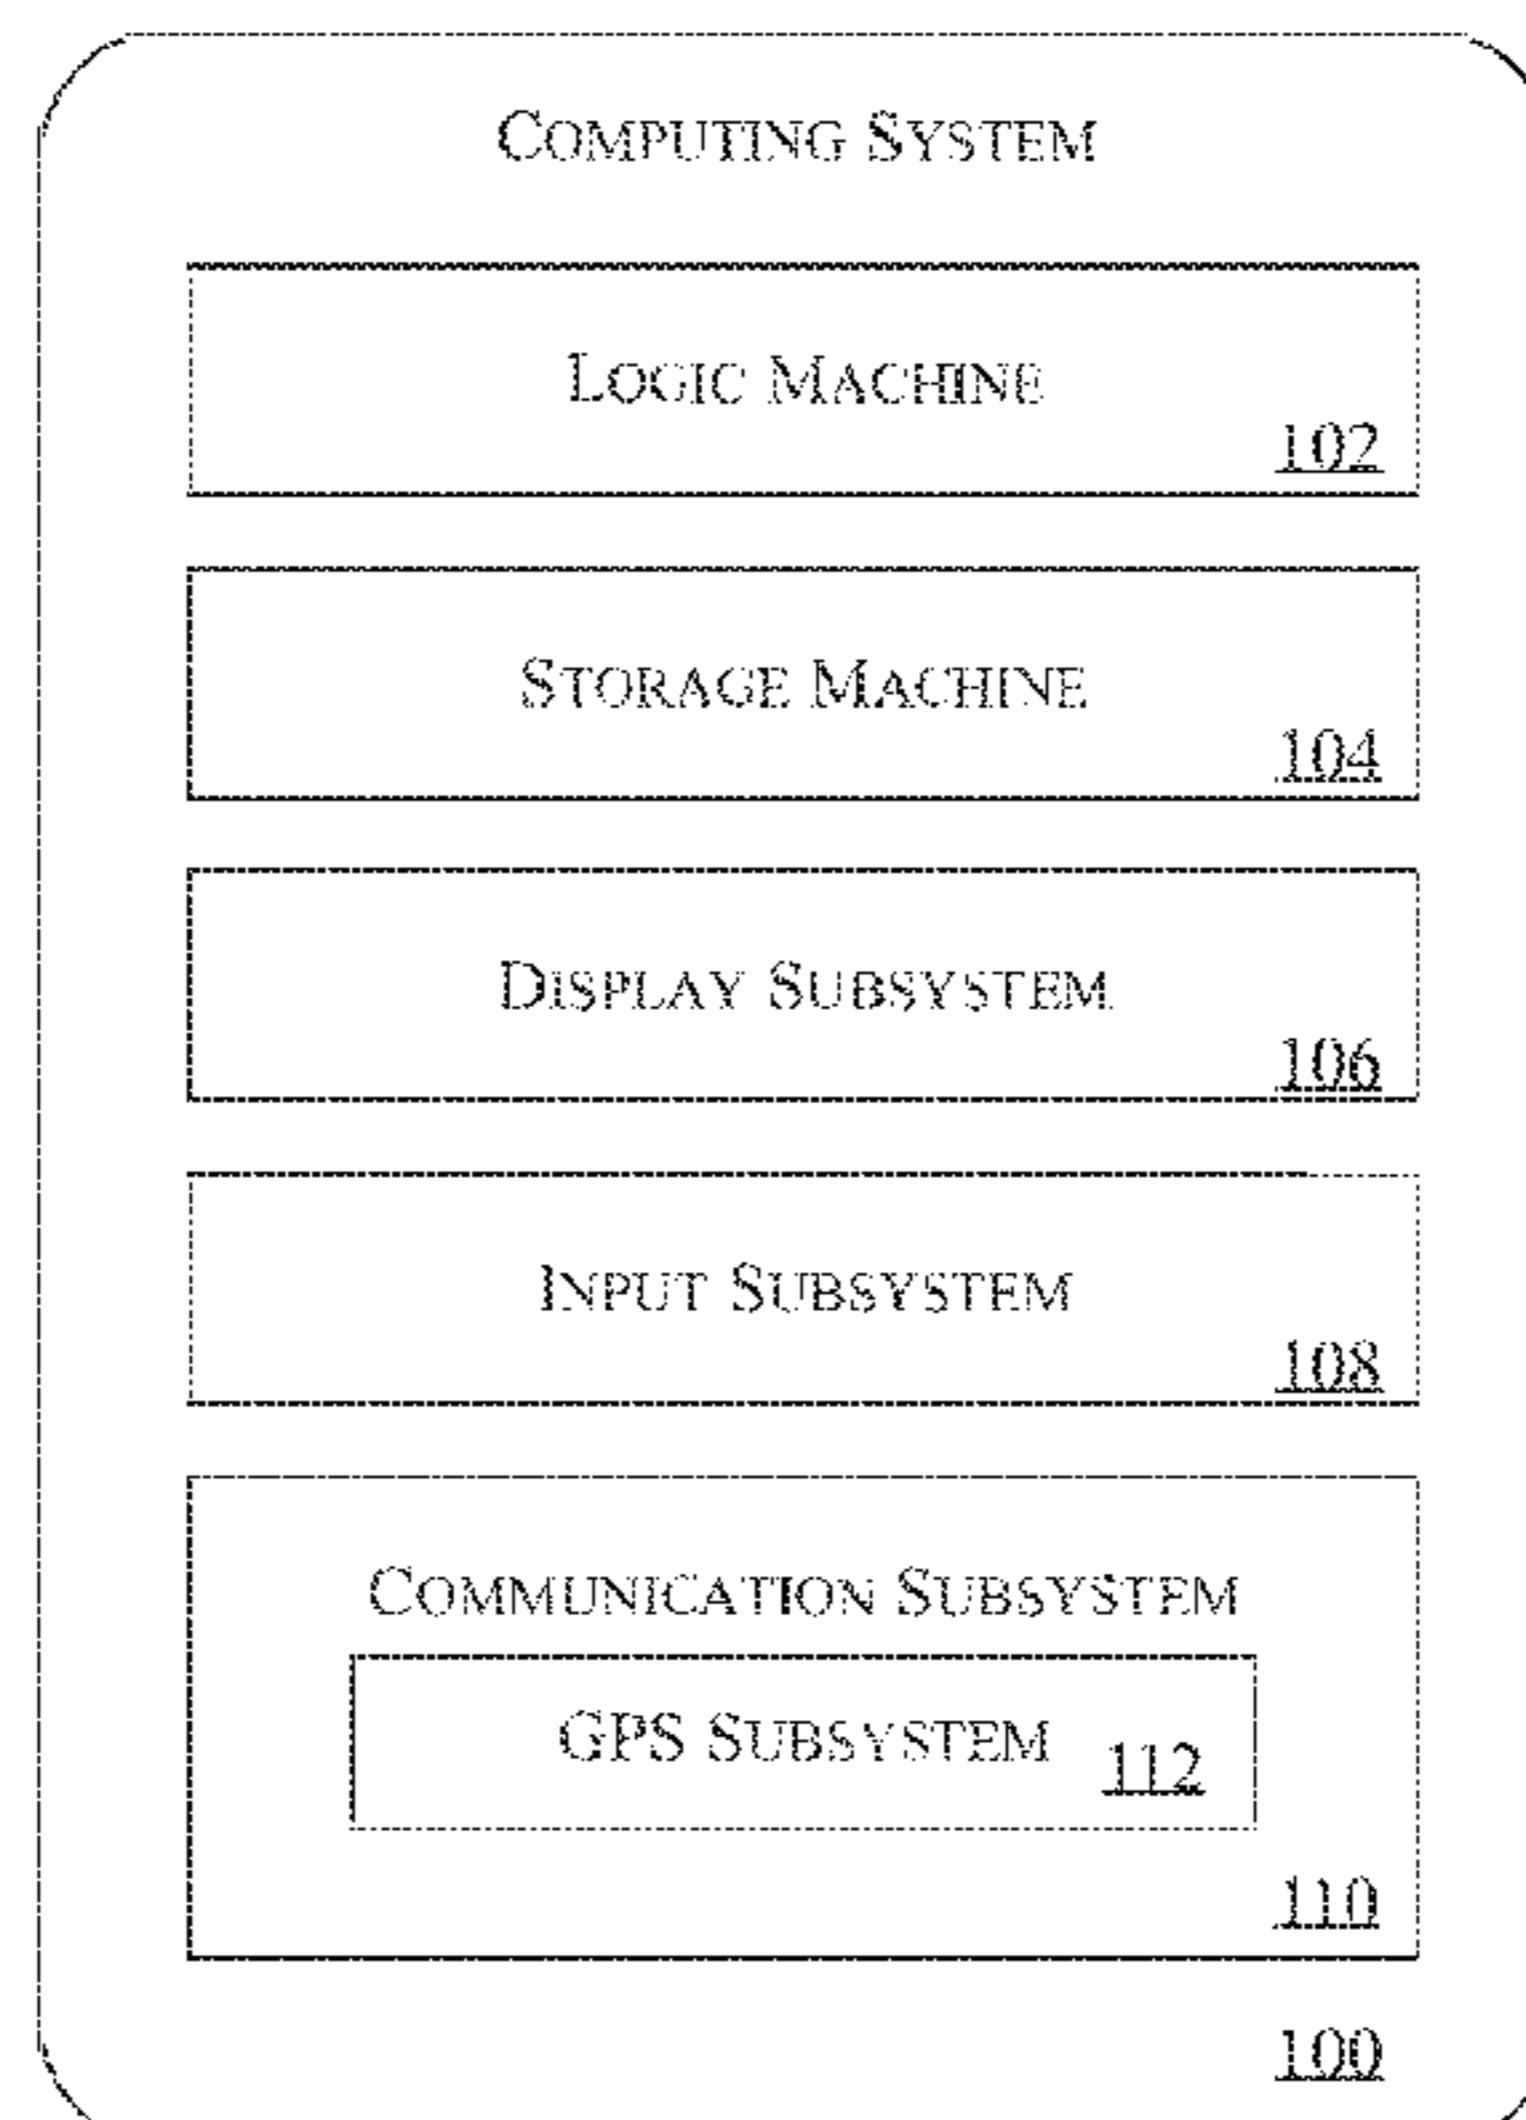 COMPUTING SYSTEM
LOGIC MACHINE
102
STORAGE MACHINE
104
DISPLAY SUBSYSTEM
106
INPUT SUBSYSTEM
108
COMMUNICATION SUBSYSTEM
GPS SUBSYSTEM 112
110
100